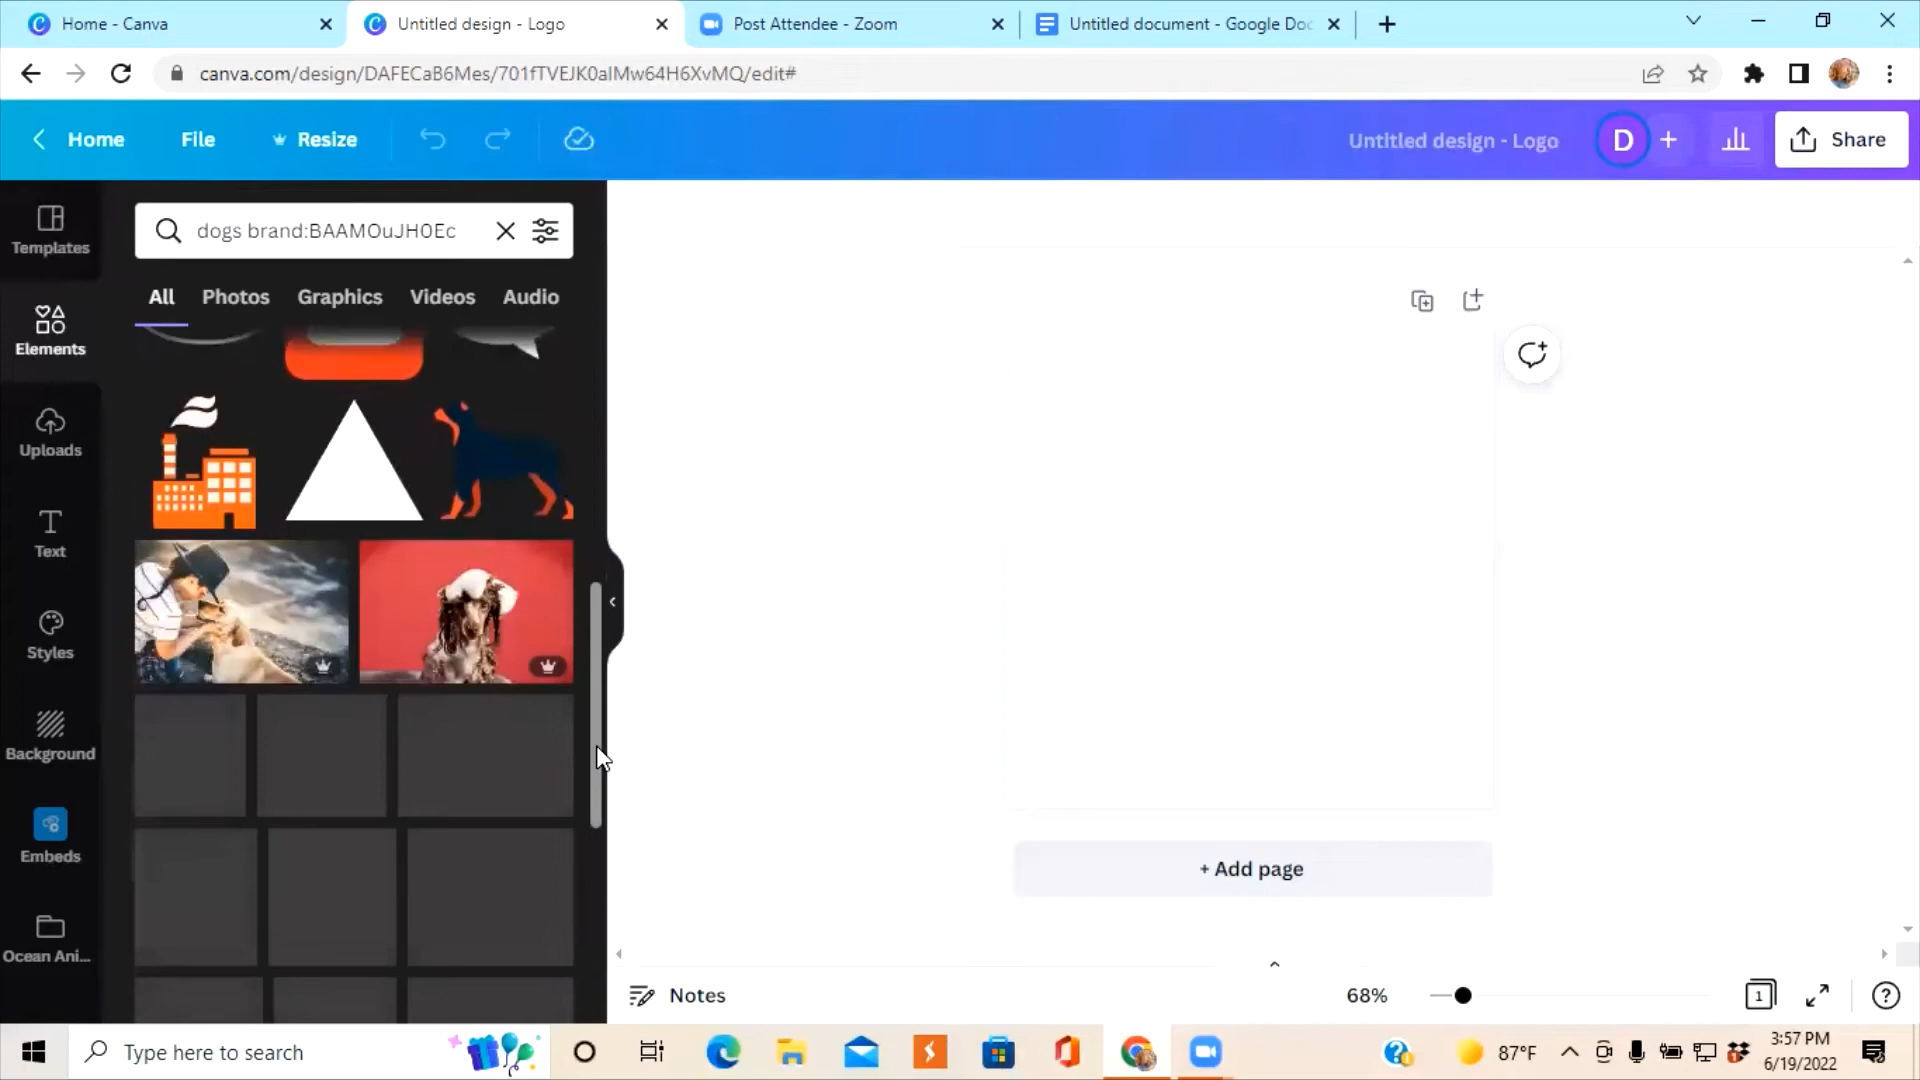 Home - Canva
Untitled design - Logo
Post Attendee - Zoom
Untitled document - Google Doc
canva.com/design/DAFECaB6Mes/701fTVEJK0aIMw64H6XvMQ/edit#
Home
File
Resize
Untitled design - Logo
D
Share
Templates
Elements
Uploads
Text
Styles
Background
Embeds
Ocean Ani...
dogs brand:BAAMOuJH0Ec
All
Photos
Graphics
Videos
Audio
+ Add page
Notes
68%
1
Type here to search
87°F
3:57 PM
6/19/2022